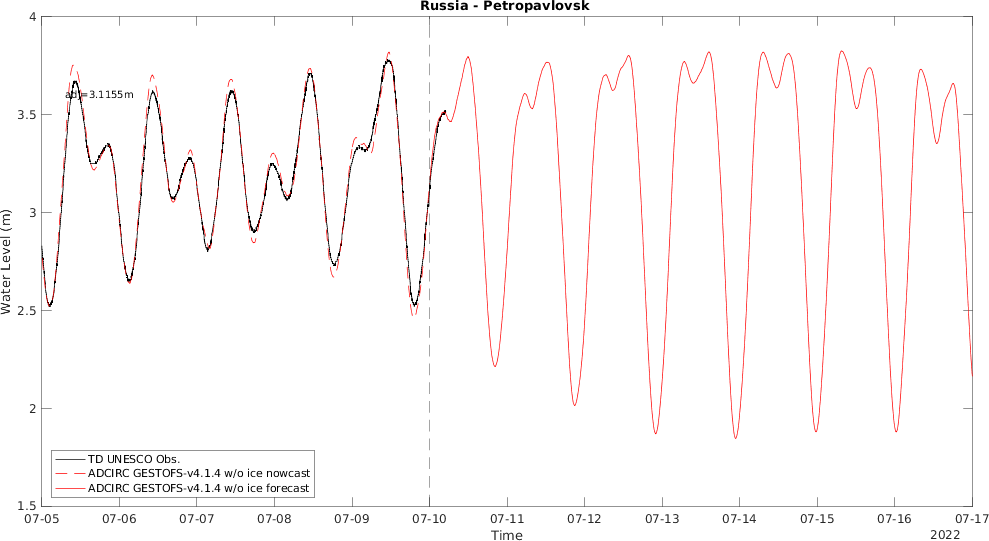 Russia - Petropavlovsk
4
3.5
3
2.5
2
1.5
Water Level (m)
adj=3.1155m
TD UNESCO Obs.
ADCIRC GESTOFS-v4.1.4 w/o ice nowcast
ADCIRC GESTOFS-v4.1.4 w/o ice forecast
07-05 07-06 07-07 07-08 07-09 07-10 07-11 07-12 07-13 07-14 07-15 07-16 07-17
Time
2022